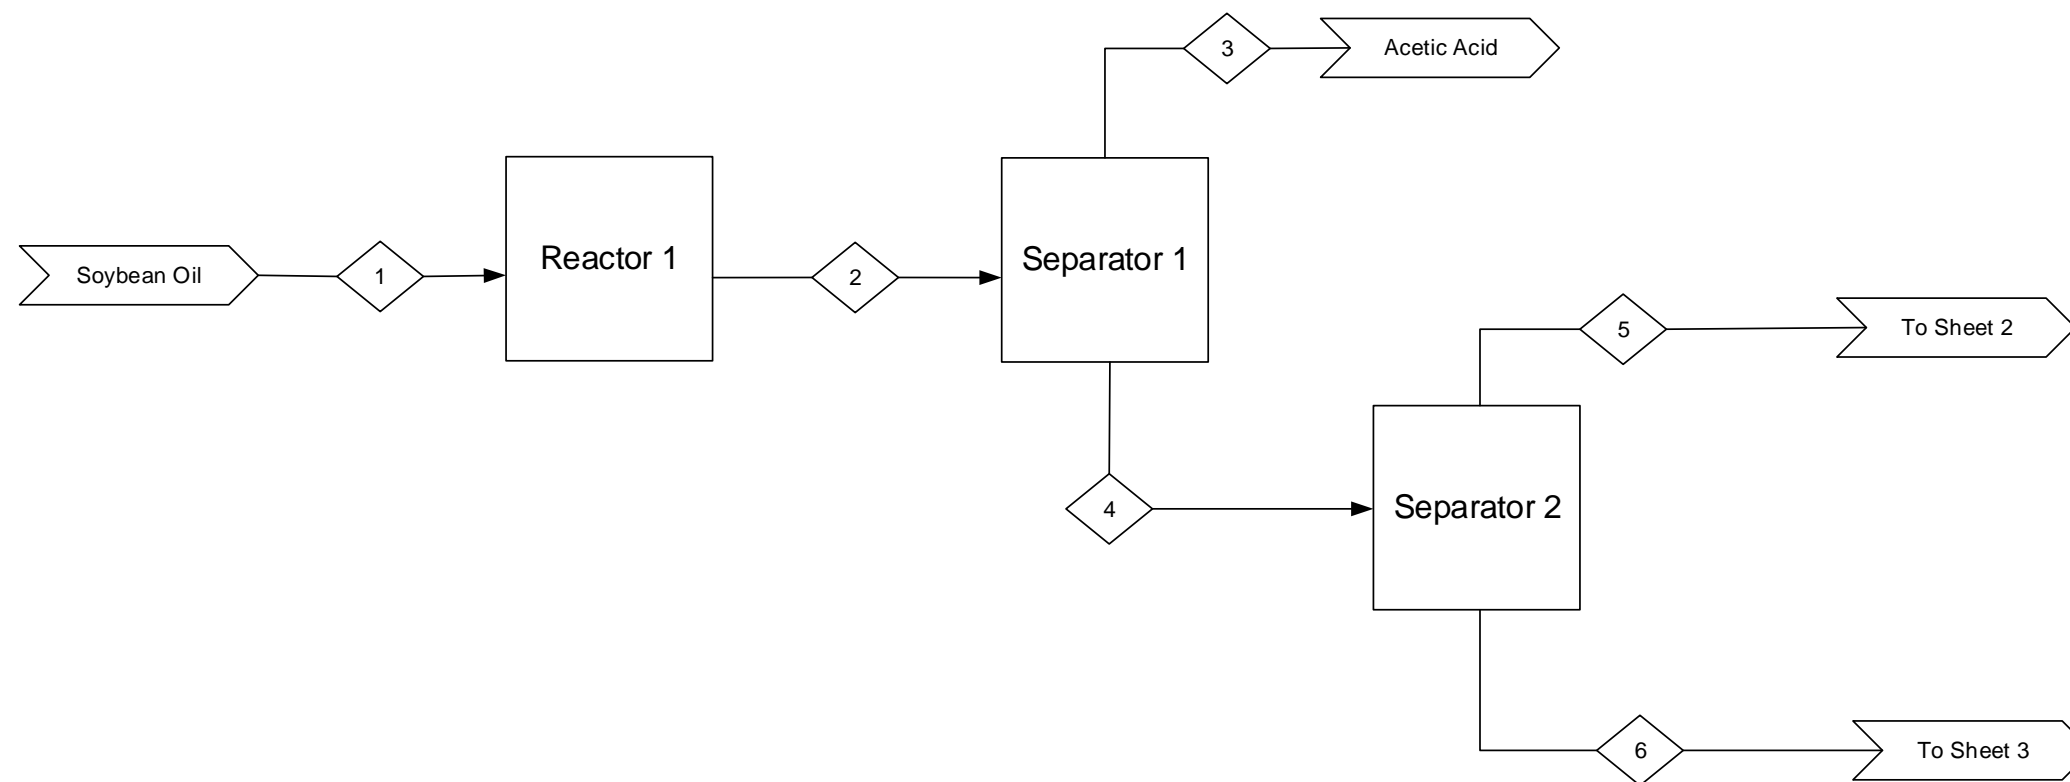 3
Acetic Acid
Soybean Oil
1
Reactor 1
2
Separator 1
5
To Sheet 2
4
Separator 2
6
To Sheet 3